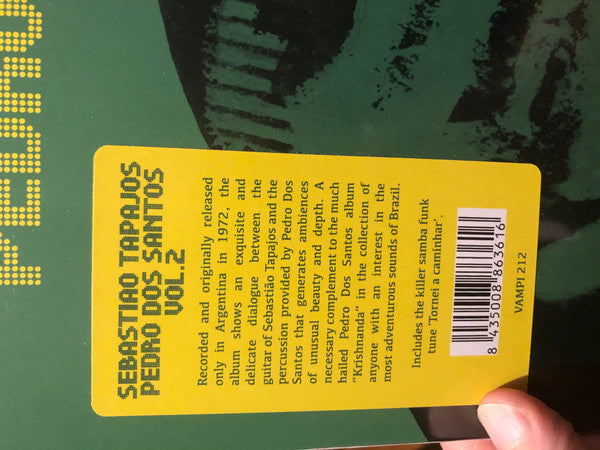 PEDRO
SEBASTIAO TAPAJOS
PEDRO DOS SANTOS
VOL.2
Recorded and originally released
only in Argentina in 1972, the
album shows an exquisite and
delicate dialogue between the
guitar of Sebastião Tapajos and the
percussion provided by Pedro Dos
Santos that generates ambiences
of unusual beauty and depth. A
necessary complement to the much
hailed Pedro Dos Santos album
"Krishnanda" in the collection of
anyone with an interest in the
most adventurous sounds of Brazil.
Includes the killer samba funk
tune 'Tornei a caminhar'.
8 435008 863616
VAMPI 212